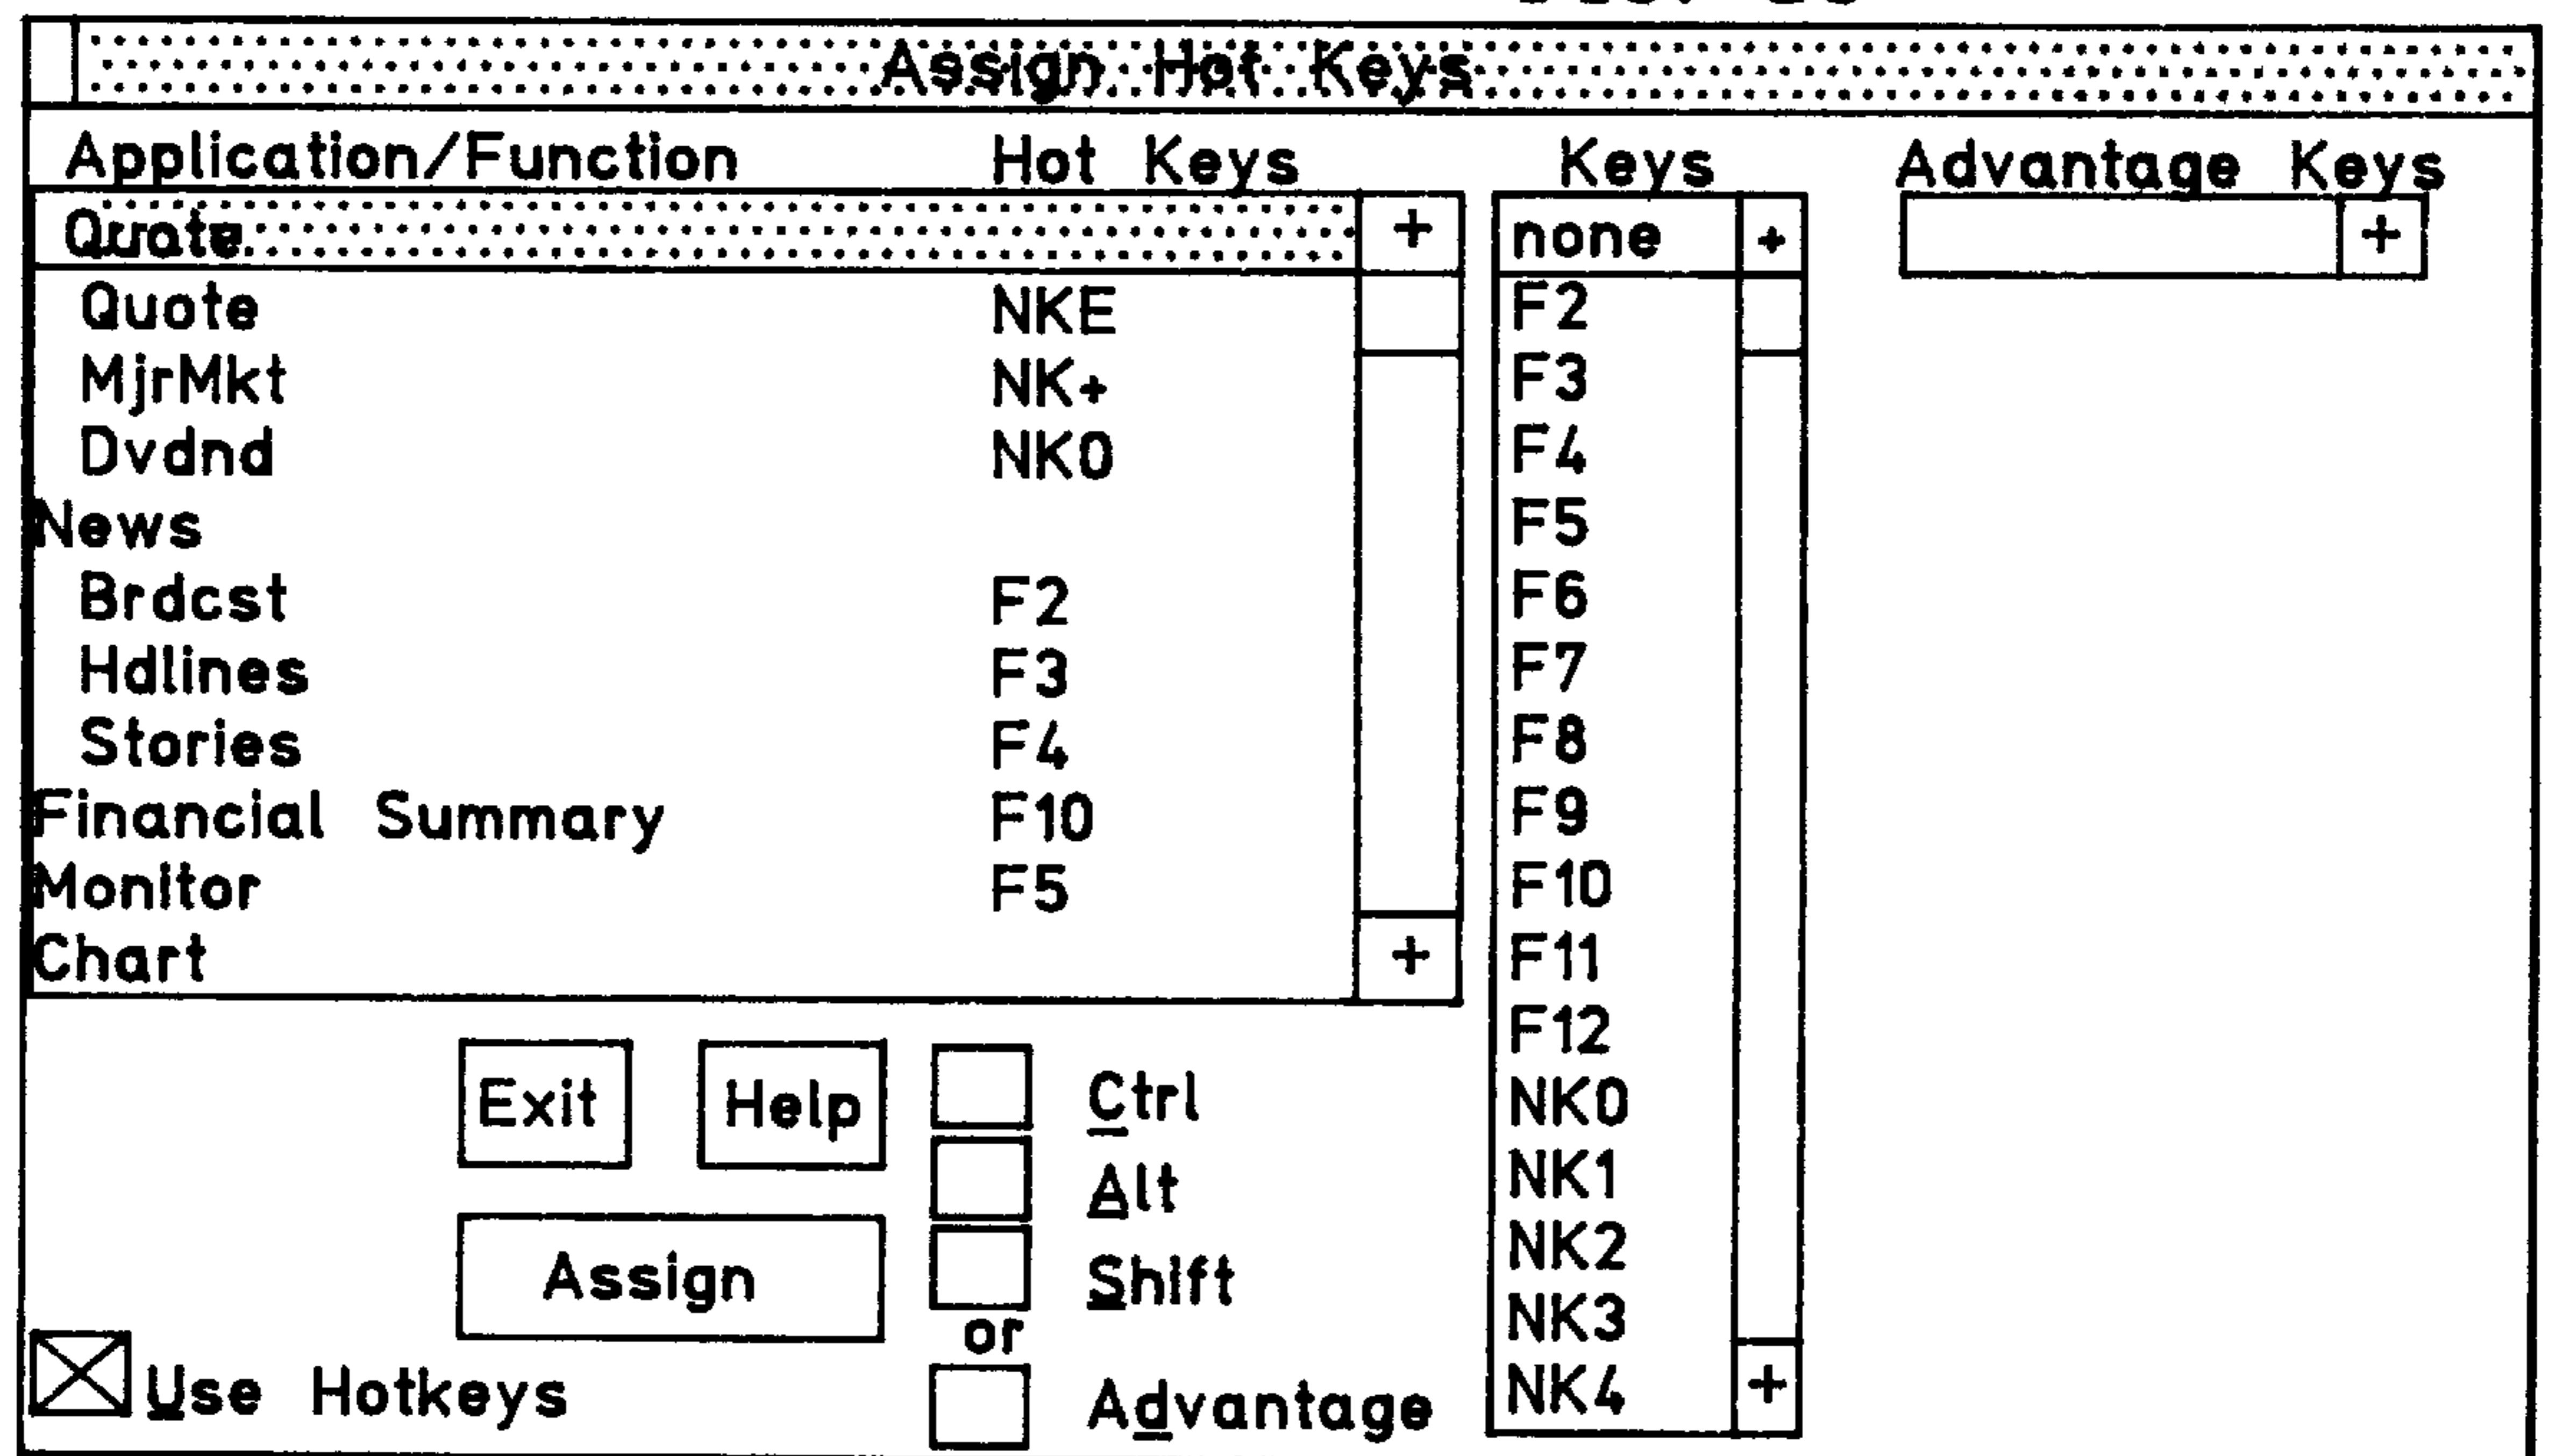 Assign Hot Keys
Application/Function Hot Keys Keys Advantage Keys
Quote + none + +
Quote NKE F2
MjrMkt NK+ F3
Dvdnd NK0 F4
News F5
Brdcst F2 F6
Hdlines F3 F7
Stories F4 F8
Financial Summary F10 F9
Monitor F5 F10
Chart + F11
F12
Exit Help Ctrl NK0
Alt NK1
Assign Shift NK2
or NK3
Use Hotkeys Advantage NK4 +